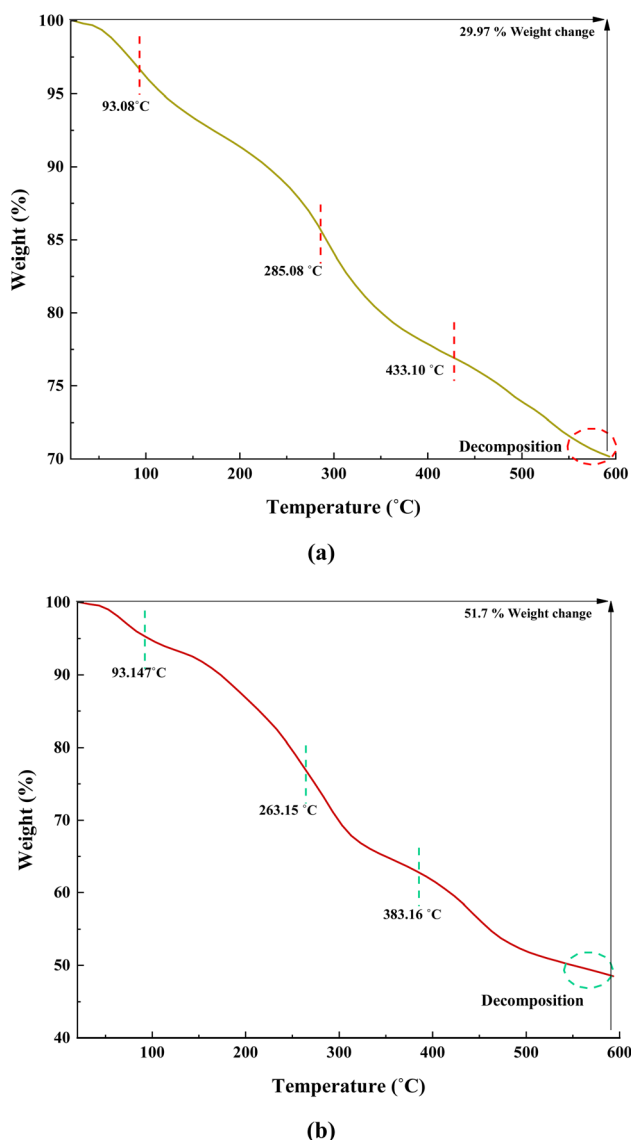 100
29.97 % Weight change
95
93.08˚C
90
85
285.08 ˚C
80
433.10 ˚C
75
Decomposition
70
100 200 300 400 500 600
Weight (%)
Temperature (˚C)
(a)
100
51.7 % Weight change
90
93.147˚C
80
263.15 ˚C
70
60
383.16 ˚C
50
Decomposition
40
100 200 300 400 500 600
Weight (%)
Temperature (˚C)
(b)